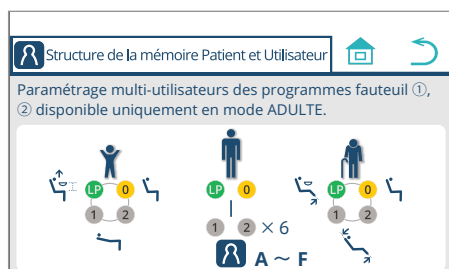 Structure de la mémoire Patient et Utilisateur
Paramétrage multi-utilisateurs des programmes fauteuil ①,
② disponible uniquement en mode ADULTE.
LP 0 LP 0 LP 0
1 2 1 2 × 6 1 2
A ~ F